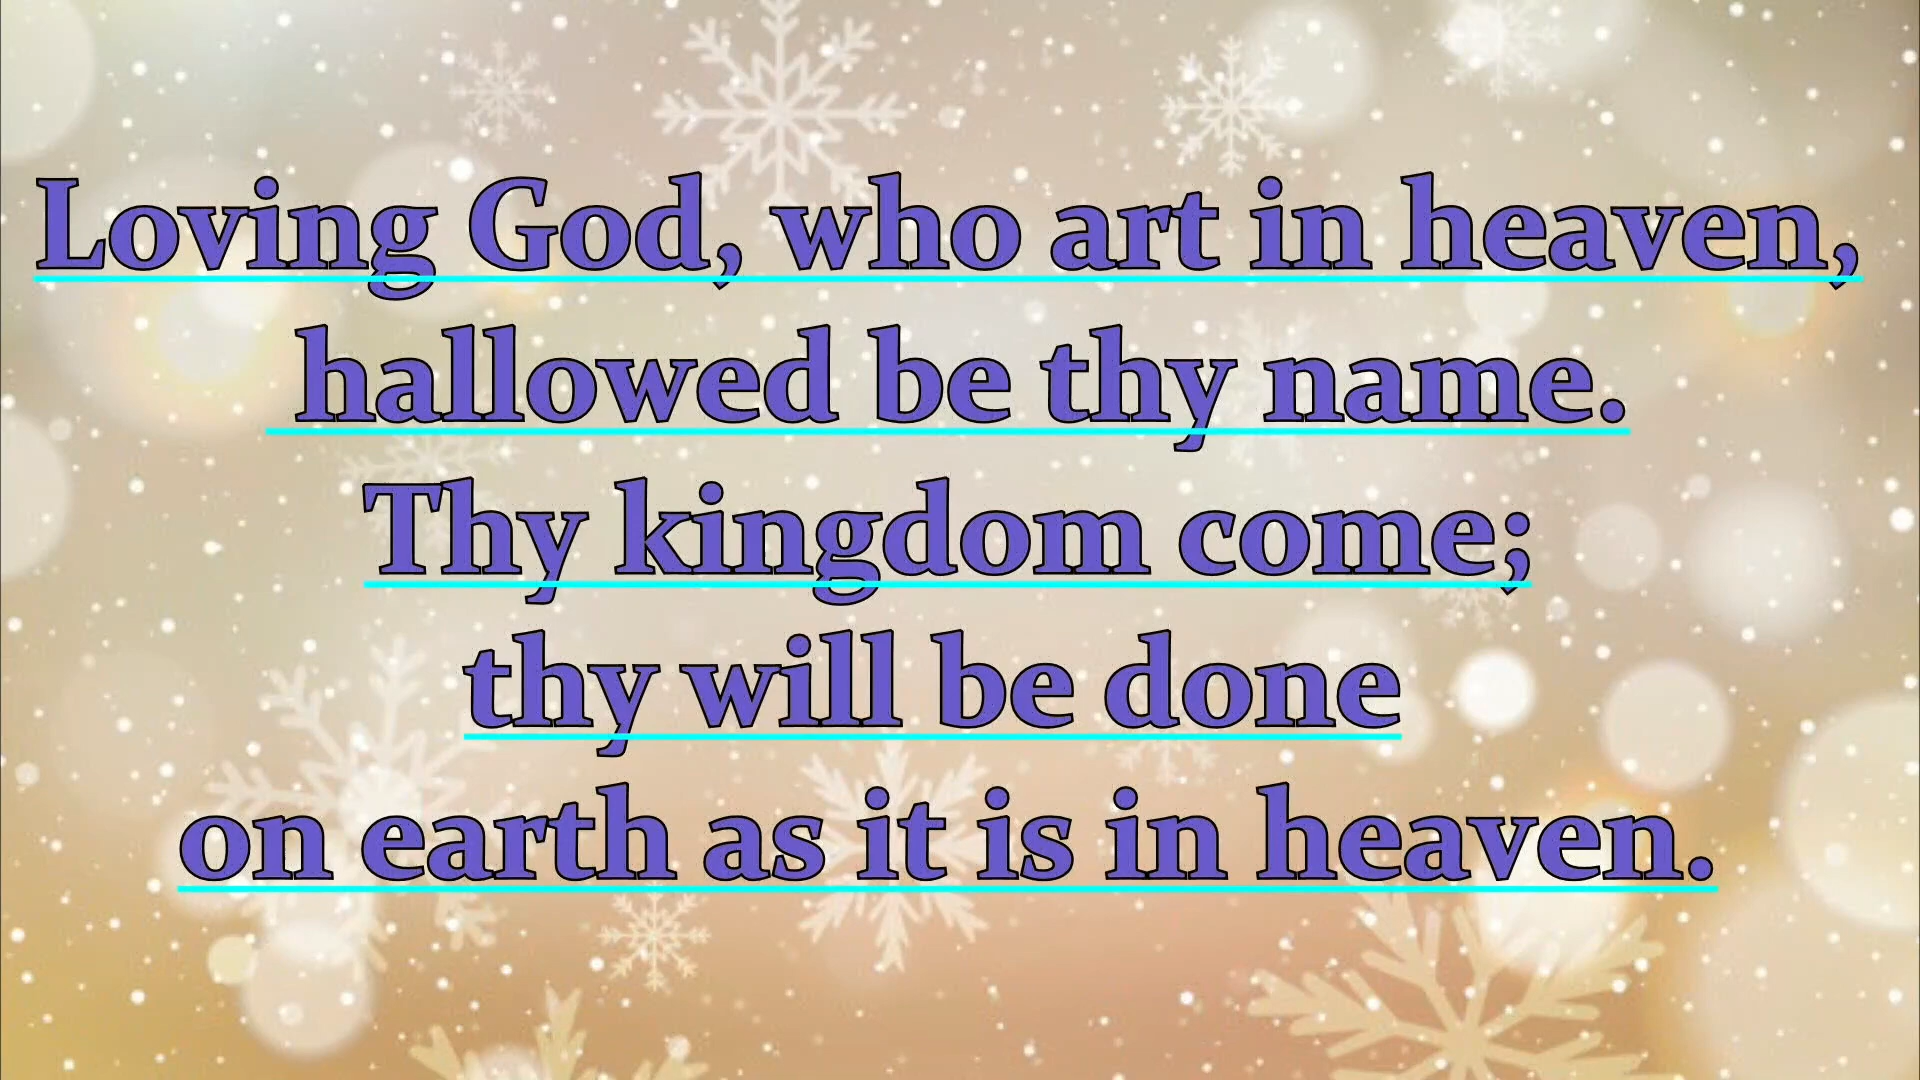 Loving God, who art in heaven,
hallowed be thy name.
Thy kingdom come;
thy will be done
on earth as it is in heaven.